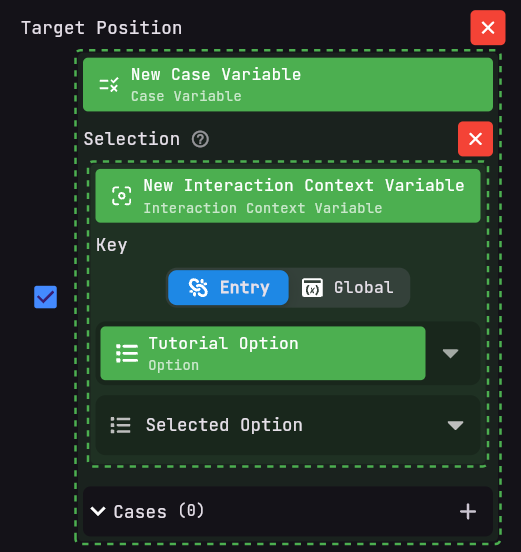 Target Position
New Case Variable
Case Variable
Selection
New Interaction Context Variable
Interaction Context Variable
Key
Entry Global
Tutorial Option
Option
Selected Option
Cases (0)